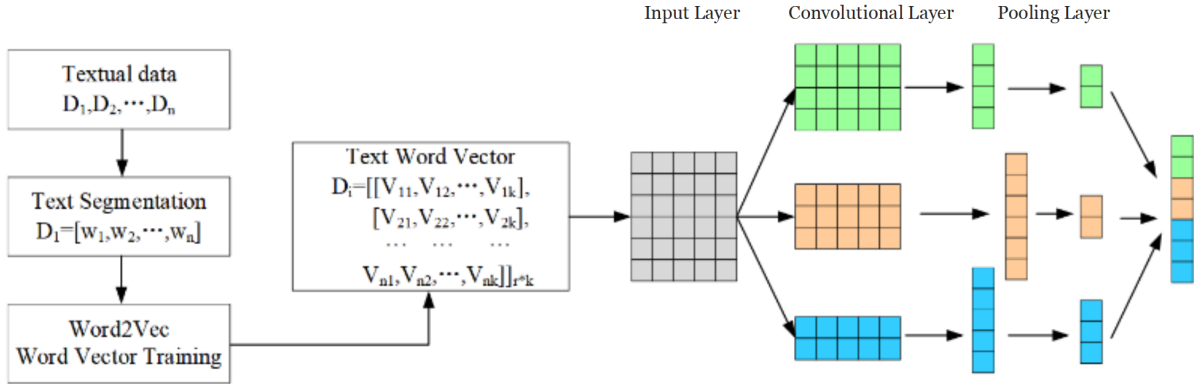 Input Layer
Convolutional Layer
Pooling Layer
Textual data
D₁,D₂,⋯,Dₙ
Text Segmentation
D₁=[w₁,w₂,⋯,wₙ]
Word2Vec
Word Vector Training
Text Word Vector
Dᵢ=[[V₁₁,V₁₂,⋯,V₁ₖ],
[V₂₁,V₂₂,⋯,V₂ₖ],
⋯ ⋯ ⋯
Vₙ₁,Vₙ₂,⋯,Vₙₖ]]ᵣ*ₖ